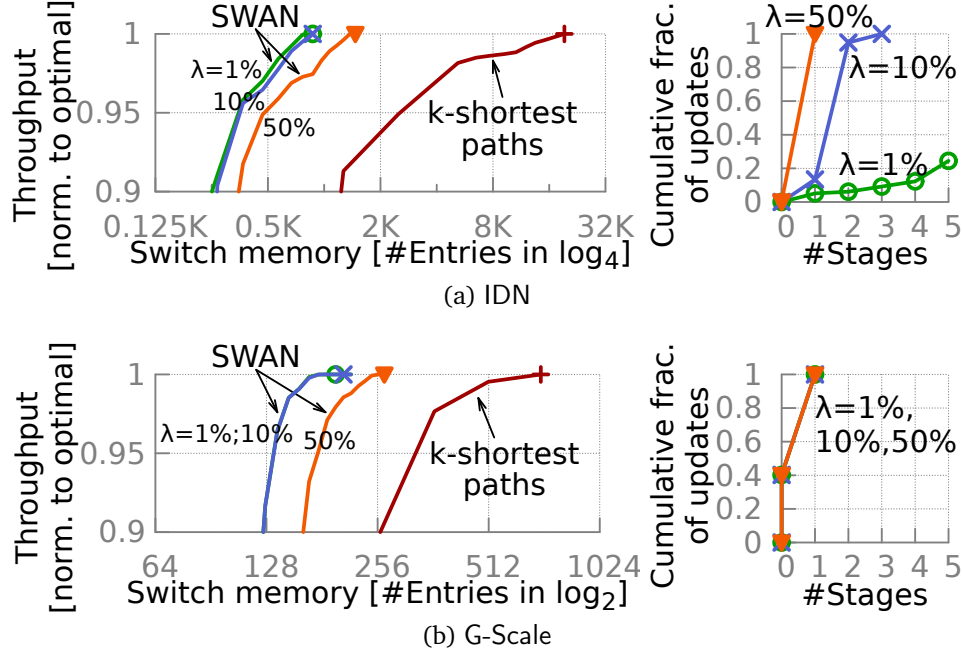 Throughput
[norm. to optimal]
1
0.95
0.9
SWAN
λ=1%
10%
50%
k-shortest
paths
0.125K 0.5K 2K 8K 32K
Switch memory [#Entries in log4]
Cumulative frac.
of updates
1
0.8
0.6
0.4
0.2
0
λ=50%
λ=10%
λ=1%
0 1 2 3 4 5
#Stages
(a) IDN
Throughput
[norm. to optimal]
1
0.95
0.9
SWAN
λ=1%;10%
50%
k-shortest
paths
64 128 256 512 1024
Switch memory [#Entries in log2]
Cumulative frac.
of updates
1
0.8
0.6
0.4
0.2
0
λ=1%,
10%,50%
0 1 2 3 4 5
#Stages
(b) G-Scale